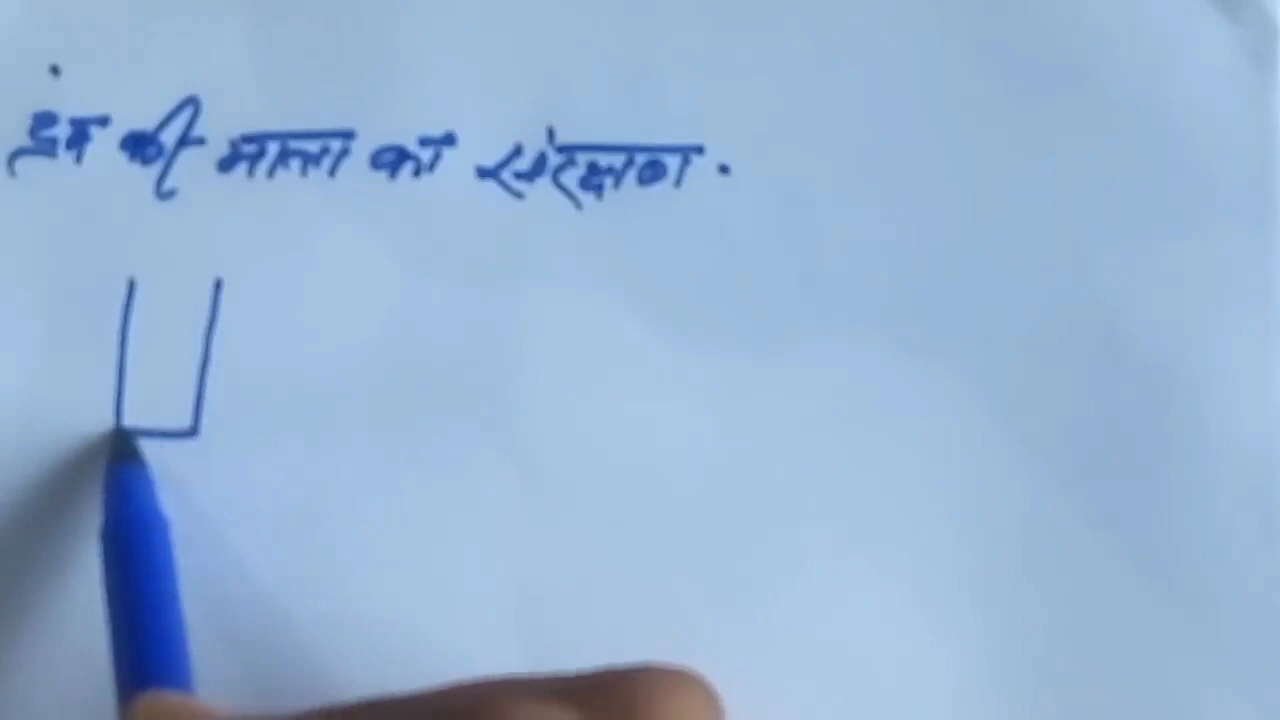 द्रव की मात्रा का संरक्षण.